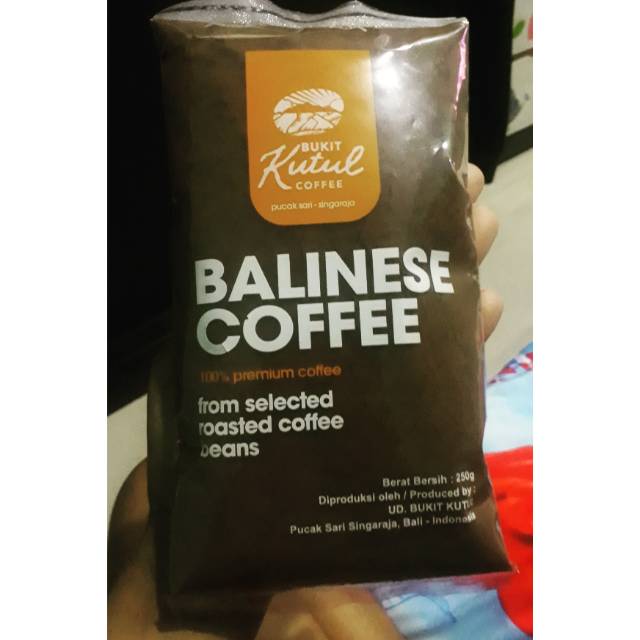 BUKIT
Kutul
COFFEE
pucak sari - singaraja
BALINESE
COFFEE
100% premium coffee
from selected
roasted coffee
beans
Berat Bersih : 250g
Diproduksi oleh / Produced by :
UD. BUKIT KUTUL
Pucak Sari Singaraja, Bali - Indonesia